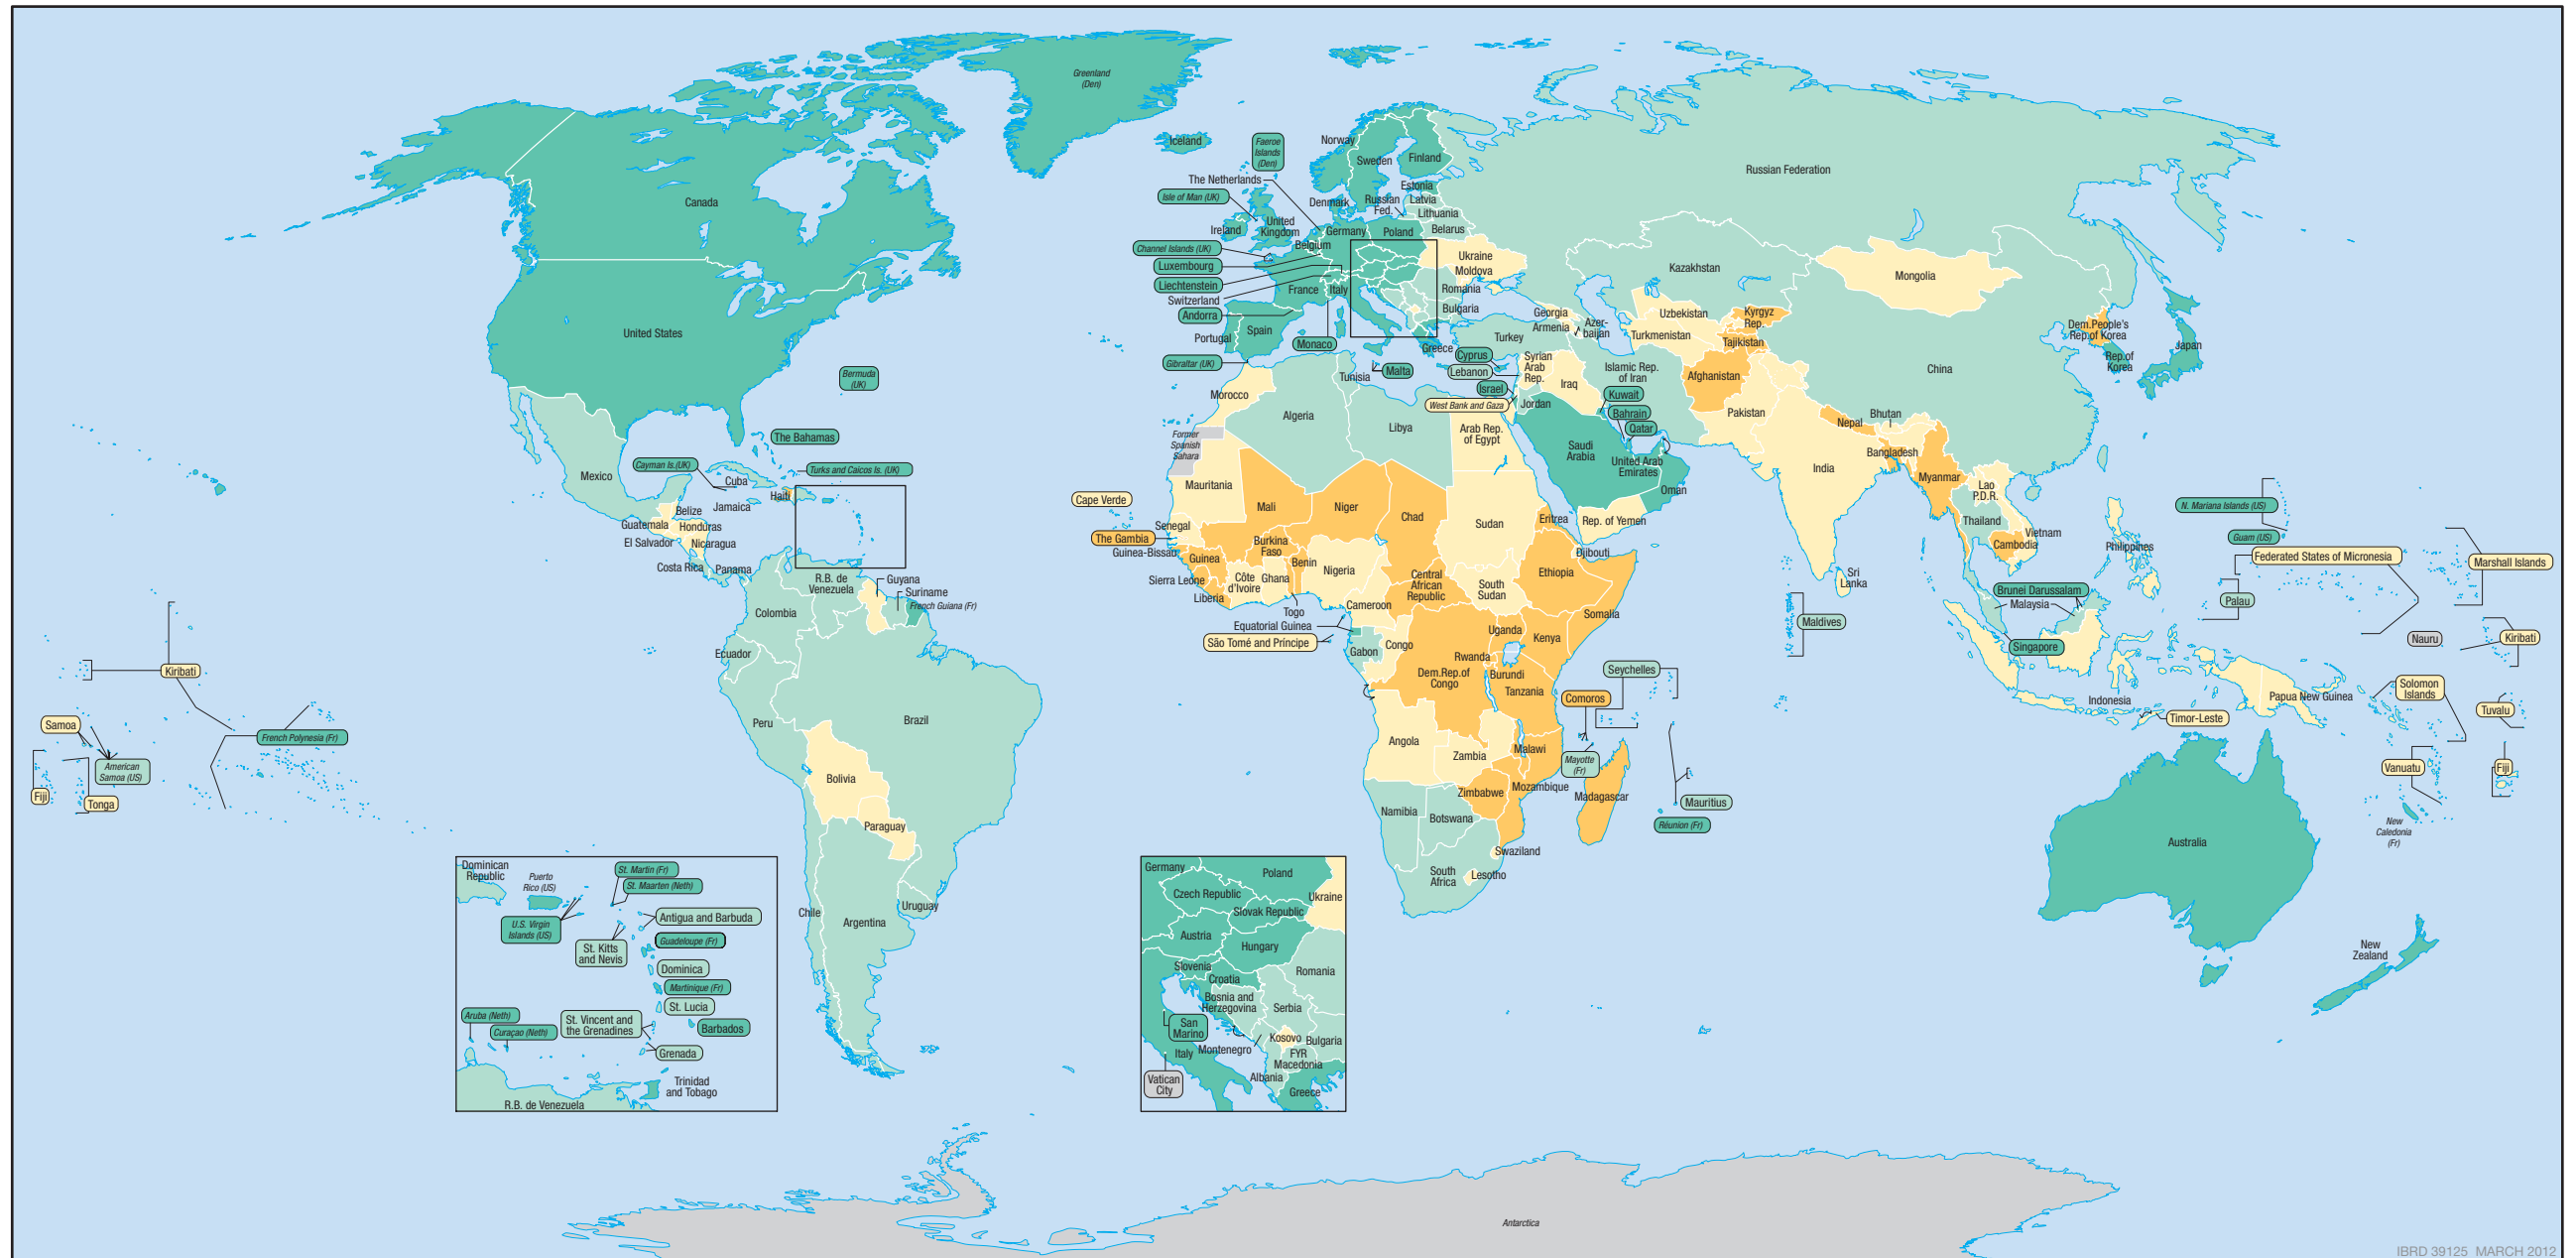 Greenland
(Den)
Iceland
Faeroe
Islands
(Den)
Norway
Sweden
Finland
Russian Federation
Canada
The Netherlands
Isle of Man (UK)
Estonia
Denmark
Russian
Fed.
Latvia
Lithuania
United
Kingdom
Ireland
Germany
Poland
Belarus
Channel Islands (UK)
Belgium
Ukraine
Moldova
Luxembourg
Liechtenstein
Switzerland
France
Italy
Romania
Bulgaria
Andorra
Kazakhstan
Mongolia
United States
Spain
Portugal
Monaco
Gibraltar (UK)
Greece
Georgia
Armenia
Azer-
baijan
Turkey
Uzbekistan
Turkmenistan
Kyrgyz
Rep.
Tajikistan
Dem.People's
Rep.of Korea
Rep.of
Korea
Japan
China
Bermuda
(UK)
Malta
Tunisia
Cyprus
Lebanon
Israel
West Bank and Gaza
Syrian
Arab
Rep.
Iraq
Jordan
Islamic Rep.
of Iran
Kuwait
Bahrain
Qatar
Afghanistan
Pakistan
Nepal
Bhutan
Bangladesh
India
Myanmar
Morocco
Algeria
Libya
Arab Rep.
of Egypt
Saudi
Arabia
United Arab
Emirates
Oman
Former
Spanish
Sahara
The Bahamas
Cayman Is.(UK)
Turks and Caicos Is. (UK)
Mexico
Cuba
Haiti
Jamaica
Belize
Guatemala
Honduras
El Salvador
Nicaragua
Costa Rica
Panama
Cape Verde
Mauritania
Mali
Niger
Chad
Sudan
Eritrea
Rep. of Yemen
Lao
P.D.R.
Thailand
Vietnam
Cambodia
Philippines
N. Mariana Islands (US)
Guam (US)
Federated States of Micronesia
Marshall Islands
Senegal
The Gambia
Guinea-Bissau
Guinea
Burkina
Faso
Benin
Sierra Leone
Côte
d'Ivoire
Ghana
Nigeria
Liberia
Togo
Cameroon
Central
African
Republic
South
Sudan
Ethiopia
Djibouti
Somalia
Sri
Lanka
Brunei Darussalam
Malaysia
Palau
Maldives
Singapore
Nauru
Kiribati
R.B. de
Venezuela
Guyana
Suriname
French Guiana (Fr)
Colombia
Ecuador
Equatorial Guinea
São Tomé and Príncipe
Gabon
Congo
Uganda
Kenya
Rwanda
Burundi
Dem.Rep.of
Congo
Tanzania
Seychelles
Comoros
Indonesia
Papua New Guinea
Timor-Leste
Solomon
Islands
Tuvalu
Kiribati
Samoa
French Polynesia (Fr)
American
Samoa (US)
Fiji
Tonga
Peru
Brazil
Bolivia
Paraguay
Angola
Zambia
Malawi
Mayotte
(Fr)
Mozambique
Zimbabwe
Madagascar
Mauritius
Réunion (Fr)
Vanuatu
Fiji
New
Caledonia
(Fr)
Australia
Namibia
Botswana
Swaziland
Lesotho
South
Africa
Chile
Argentina
Uruguay
New
Zealand
Dominican
Republic
Puerto
Rico (US)
St. Martin (Fr)
St. Maarten (Neth)
U.S. Virgin
Islands (US)
Antigua and Barbuda
St. Kitts
and Nevis
Guadeloupe (Fr)
Dominica
Martinique (Fr)
St. Lucia
Aruba (Neth)
Curaçao (Neth)
St. Vincent and
the Grenadines
Barbados
Grenada
Trinidad
and Tobago
R.B. de Venezuela
Germany
Poland
Czech Republic
Ukraine
Slovak Republic
Austria
Hungary
Slovenia
Romania
Croatia
Bosnia and
Herzegovina
Serbia
San
Marino
Italy
Montenegro
Kosovo
Bulgaria
FYR
Macedonia
Albania
Vatican
City
Greece
Antarctica
IBRD 39125 MARCH 2012